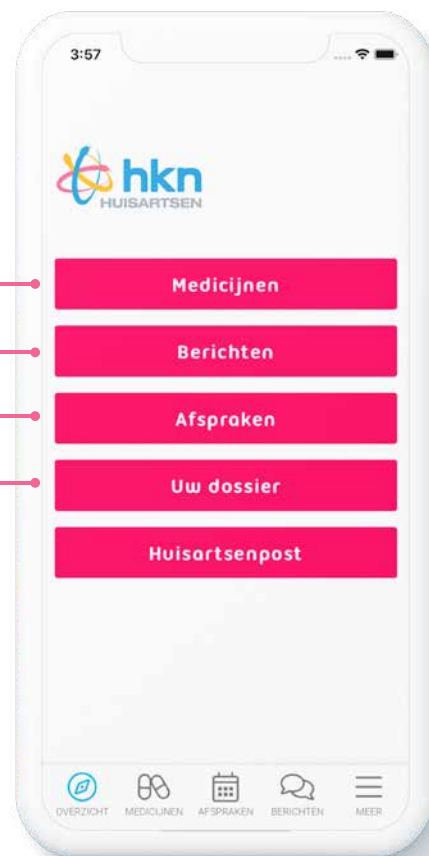 3:57
hkn
HUISARTSEN
Medicijnen
Berichten
Afspraken
Uw dossier
Huisartsenpost
OVERZICHT MEDICIJNEN AFSPRAKEN BERICHTEN MEER